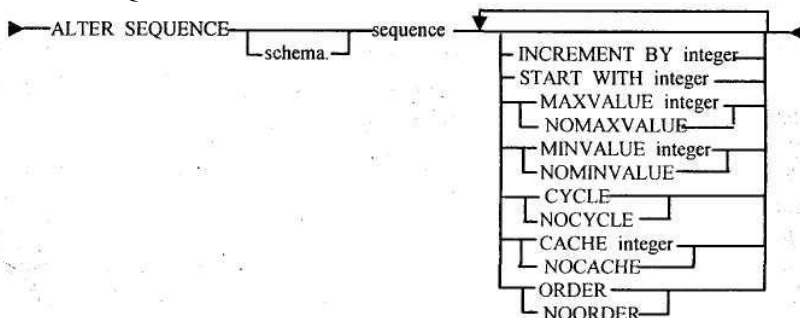 ALTER SEQUENCE schema. sequence
INCREMENT BY integer
START WITH integer
MAXVALUE integer
NOMAXVALUE
MINVALUE integer
NOMINVALUE
CYCLE
NOCYCLE
CACHE integer
NOCACHE
ORDER
NOORDER